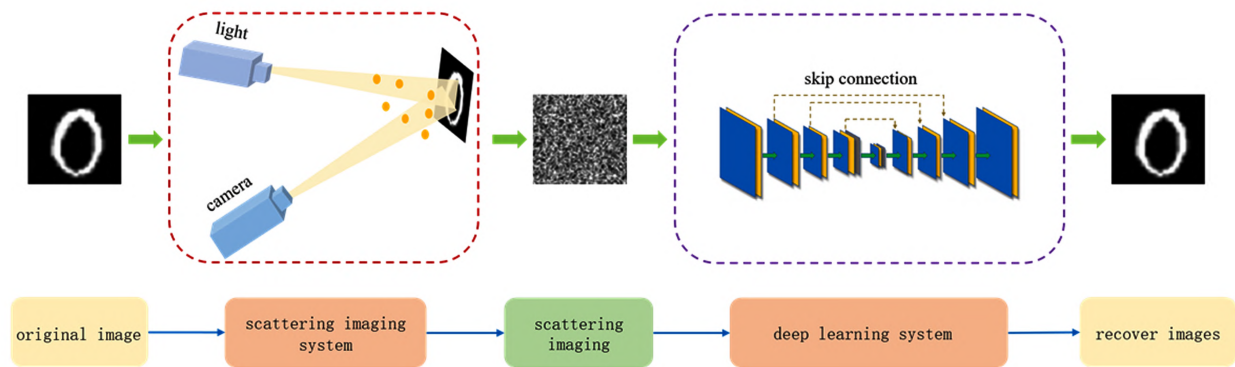 light
camera
skip connection
original image
scattering imaging
system
scattering
imaging
deep learning system
recover images